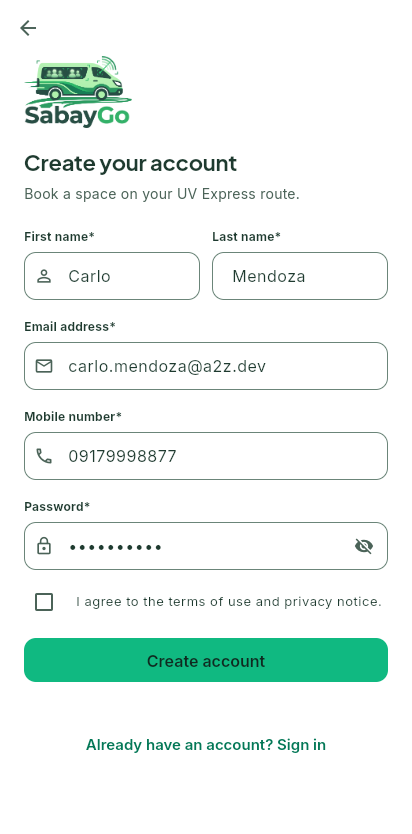 SabayGo
Create your account
Book a space on your UV Express route.
First name* Last name*
Carlo Mendoza
Email address*
carlo.mendoza@a2z.dev
Mobile number*
09179998877
Password*
••••••••••
I agree to the terms of use and privacy notice.
Create account
Already have an account? Sign in